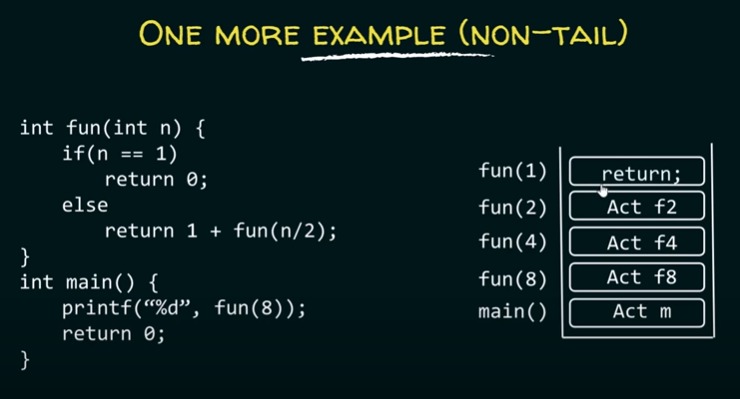 ONE MORE EXAMPLE (NON-TAIL)
int fun(int n) {
if(n == 1)
return 0;
else
return 1 + fun(n/2);
}
int main() {
printf(“%d”, fun(8));
return 0;
}
fun(1) return;
fun(2) Act f2
fun(4) Act f4
fun(8) Act f8
main() Act m